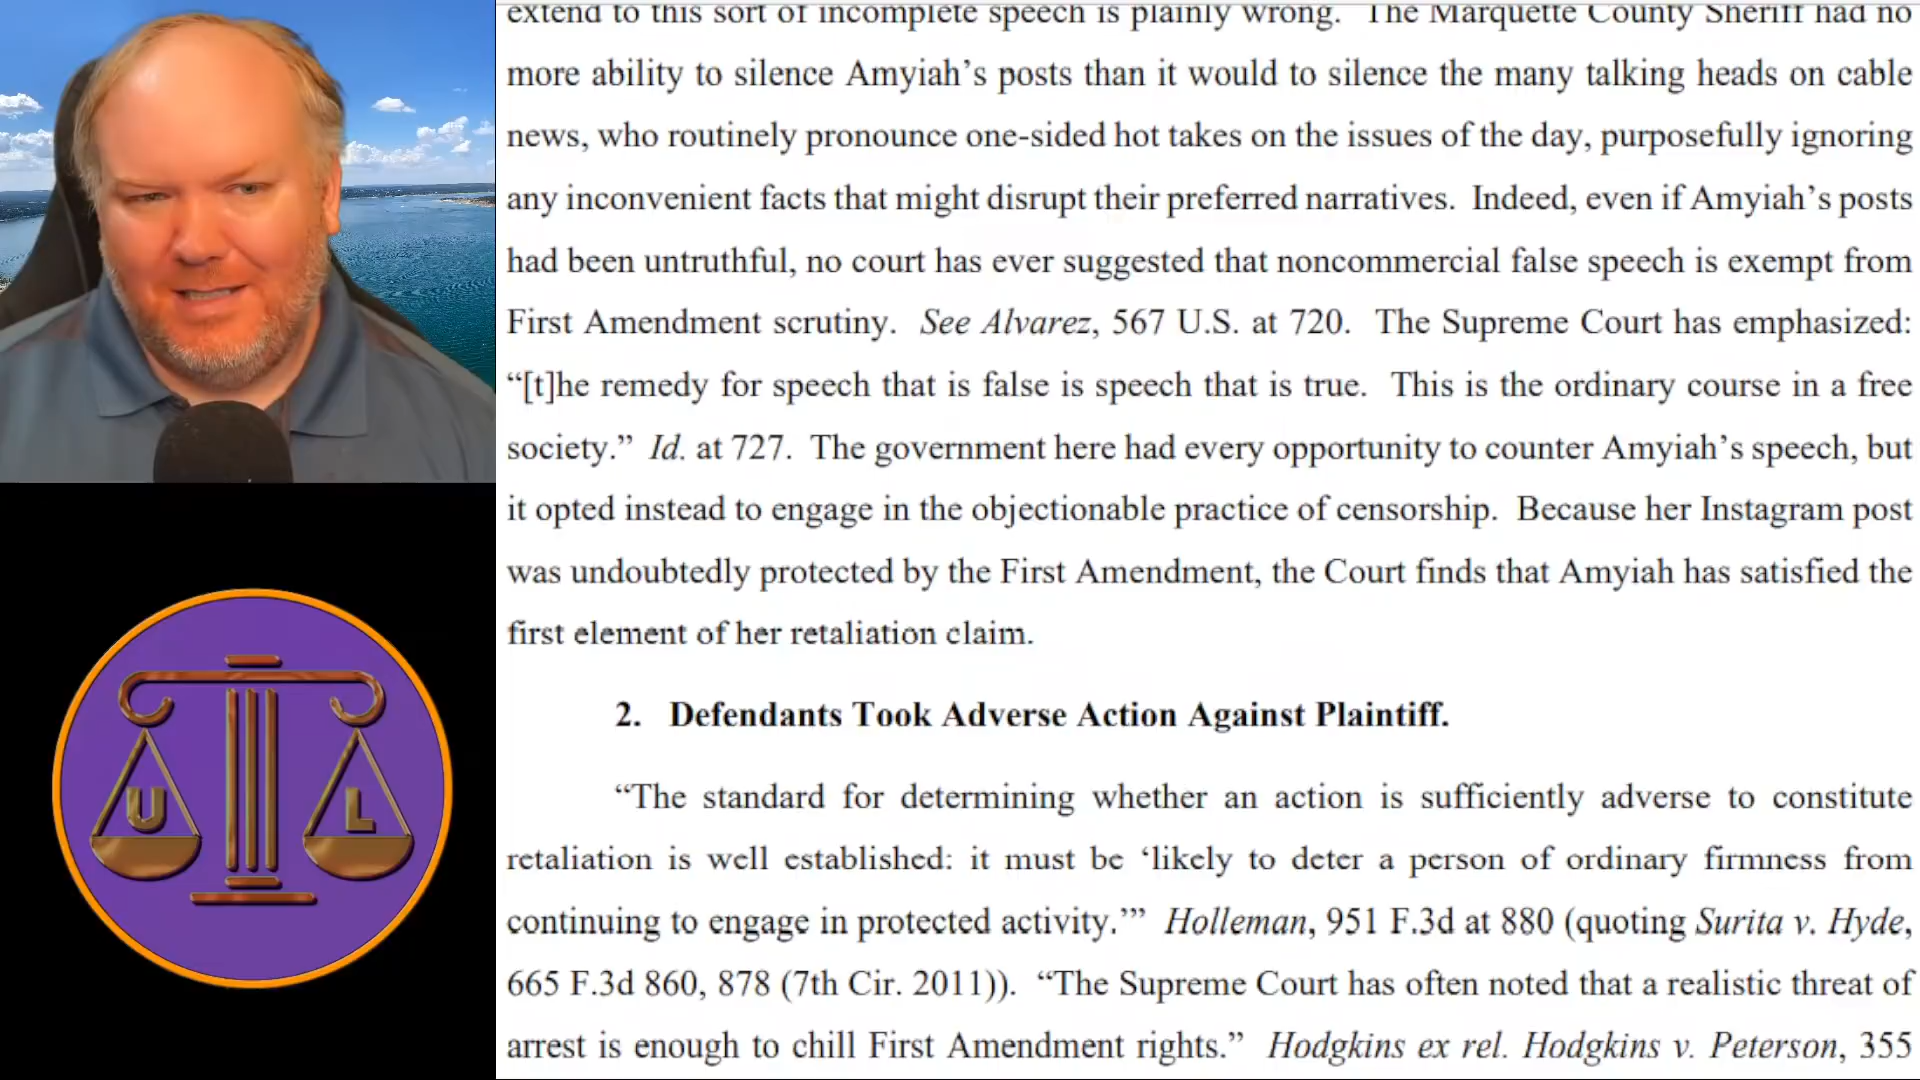 extend to this sort of incomplete speech is plainly wrong. The Marquette County Sheriff had no
more ability to silence Amyiah’s posts than it would to silence the many talking heads on cable
news, who routinely pronounce one-sided hot takes on the issues of the day, purposefully ignoring
any inconvenient facts that might disrupt their preferred narratives. Indeed, even if Amyiah’s posts
had been untruthful, no court has ever suggested that noncommercial false speech is exempt from
First Amendment scrutiny. See Alvarez, 567 U.S. at 720. The Supreme Court has emphasized:
“[t]he remedy for speech that is false is speech that is true. This is the ordinary course in a free
society.” Id. at 727. The government here had every opportunity to counter Amyiah’s speech, but
it opted instead to engage in the objectionable practice of censorship. Because her Instagram post
was undoubtedly protected by the First Amendment, the Court finds that Amyiah has satisfied the
first element of her retaliation claim.
2. Defendants Took Adverse Action Against Plaintiff.
“The standard for determining whether an action is sufficiently adverse to constitute
retaliation is well established: it must be ‘likely to deter a person of ordinary firmness from
continuing to engage in protected activity.’” Holleman, 951 F.3d at 880 (quoting Surita v. Hyde,
665 F.3d 860, 878 (7th Cir. 2011)). “The Supreme Court has often noted that a realistic threat of
arrest is enough to chill First Amendment rights.” Hodgkins ex rel. Hodgkins v. Peterson, 355
U L